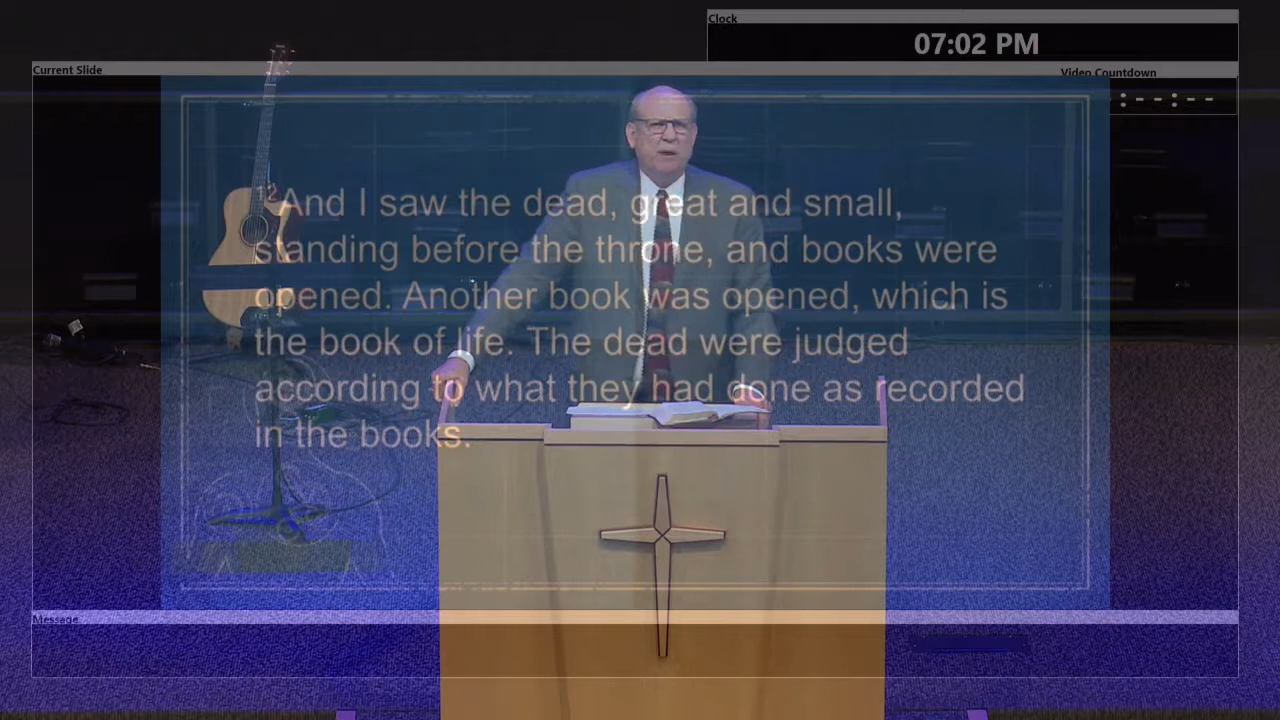 Clock
07:02 PM
Current Slide
Video Countdown
:--:--
12 And I saw the dead, great and small,
standing before the throne, and books were
opened. Another book was opened, which is
the book of life. The dead were judged
according to what they had done as recorded
in the books.
Message